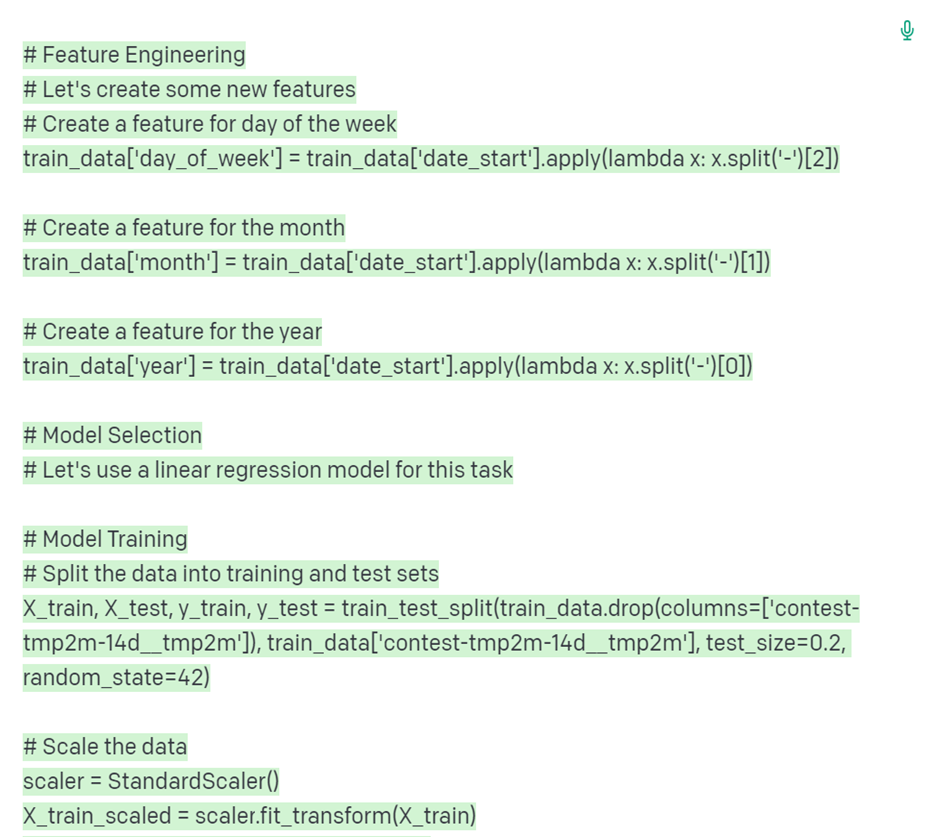 # Feature Engineering
# Let's create some new features
# Create a feature for day of the week
train_data['day_of_week'] = train_data['date_start'].apply(lambda x: x.split('-')[2])
# Create a feature for the month
train_data['month'] = train_data['date_start'].apply(lambda x: x.split('-')[1])
# Create a feature for the year
train_data['year'] = train_data['date_start'].apply(lambda x: x.split('-')[0])
# Model Selection
# Let's use a linear regression model for this task
# Model Training
# Split the data into training and test sets
X_train, X_test, y_train, y_test = train_test_split(train_data.drop(columns=['contest-
tmp2m-14d__tmp2m']), train_data['contest-tmp2m-14d__tmp2m'], test_size=0.2,
random_state=42)
# Scale the data
scaler = StandardScaler()
X_train_scaled = scaler.fit_transform(X_train)